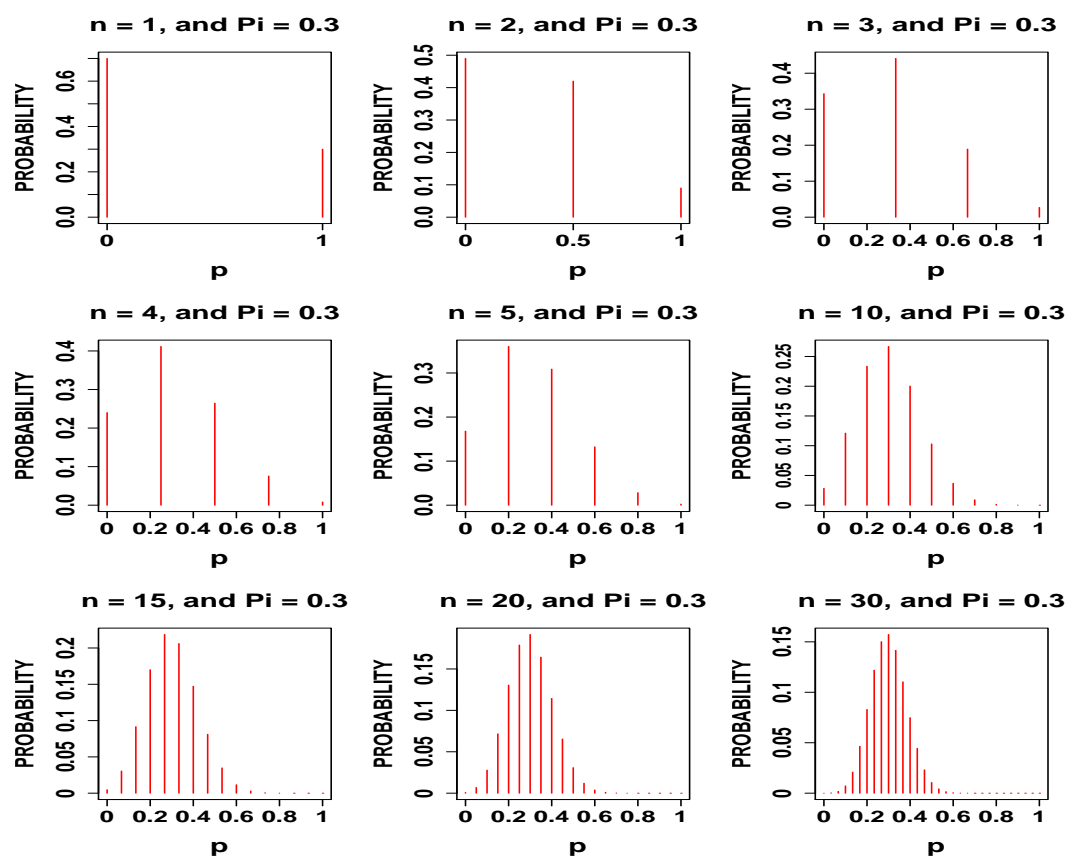 n = 1, and Pi = 0.3
PROBABILITY
0.0 0.2 0.4 0.6
0 1
p
n = 2, and Pi = 0.3
PROBABILITY
0.0 0.1 0.2 0.3 0.4 0.5
0 0.5 1
p
n = 3, and Pi = 0.3
PROBABILITY
0.0 0.1 0.2 0.3 0.4
0 0.2 0.4 0.6 0.8 1
p
n = 4, and Pi = 0.3
PROBABILITY
0.0 0.1 0.2 0.3 0.4
0 0.2 0.4 0.6 0.8 1
p
n = 5, and Pi = 0.3
PROBABILITY
0.0 0.1 0.2 0.3
0 0.2 0.4 0.6 0.8 1
p
n = 10, and Pi = 0.3
PROBABILITY
0 0.05 0.1 0.15 0.2 0.25
0 0.2 0.4 0.6 0.8 1
p
n = 15, and Pi = 0.3
PROBABILITY
0 0.05 0.1 0.15 0.2
0 0.2 0.4 0.6 0.8 1
p
n = 20, and Pi = 0.3
PROBABILITY
0 0.05 0.1 0.15
0 0.2 0.4 0.6 0.8 1
p
n = 30, and Pi = 0.3
PROBABILITY
0 0.05 0.1 0.15
0 0.2 0.4 0.6 0.8 1
p